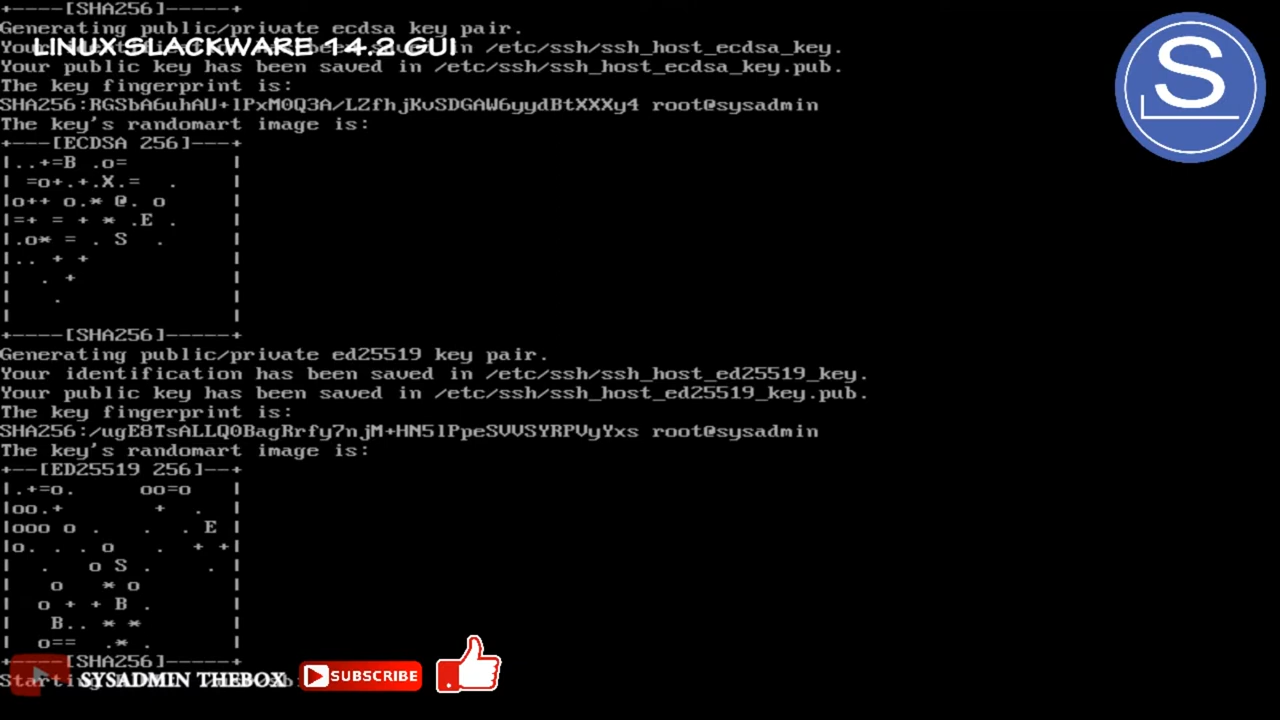 +----[SHA256]-----+
Generating public/private ecdsa key pair.
LINUX SLACKWARE 14.2 GUI
/etc/ssh/ssh_host_ecdsa_key.
Your public key has been saved in /etc/ssh/ssh_host_ecdsa_key.pub.
The key fingerprint is:
SHA256:RGSbA6uhAU+lPxM0Q3A/LZfhjKvSDGAW6yydBtXXXy4 root@sysadmin
The key's randomart image is:
+---[ECDSA 256]---+
|..+=B .o=        |
| =o+.+.X.=  .    |
|o++ o.* @. o     |
|=+ = + * .E .    |
|.o* = . S  .     |
|.. + +           |
|  . +            |
|   .             |
|                 |
+----[SHA256]-----+
Generating public/private ed25519 key pair.
Your identification has been saved in /etc/ssh/ssh_host_ed25519_key.
Your public key has been saved in /etc/ssh/ssh_host_ed25519_key.pub.
The key fingerprint is:
SHA256:/ugE8TsALLQ0BagRrfy7njM+HN5lPpeSVVSYRPVyYxs root@sysadmin
The key's randomart image is:
+--[ED25519 256]--+
|.+=o.     oo=o   |
|oo.+       +  .  |
|ooo o .   .  . E |
|o. . . o   .  + +|
|  .   o S .    . |
|   o   * o       |
|  o + + B .      |
|   B.. * *       |
|  o==  .* .      |
+----[SHA256]-----+
Starting
SYSADMIN THEBOX
SUBSCRIBE
S